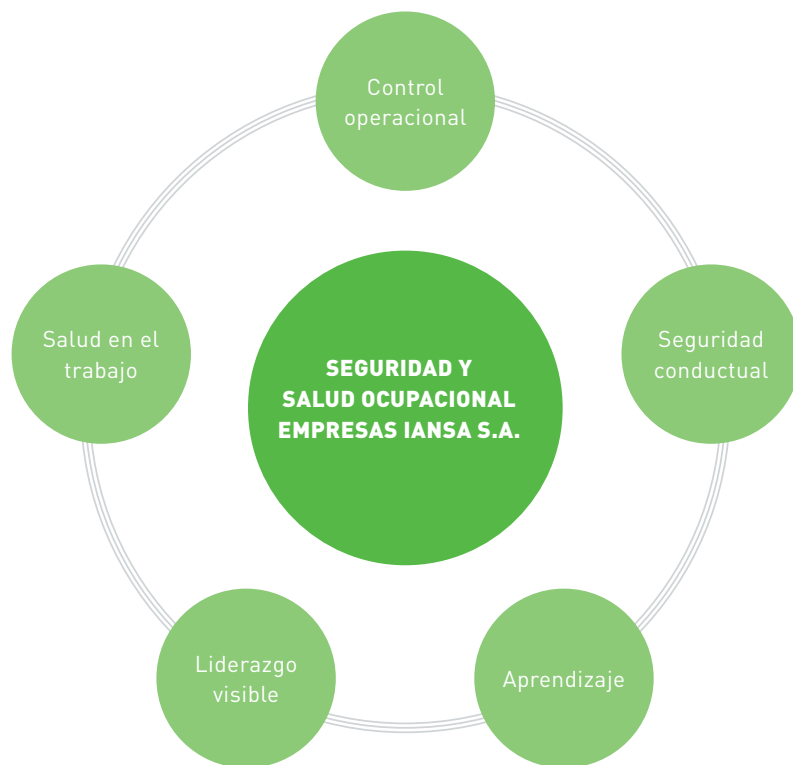 Control
operacional
Salud en el
trabajo
SEGURIDAD Y
SALUD OCUPACIONAL
EMPRESAS IANSA S.A.
Seguridad
conductual
Liderazgo
visible
Aprendizaje